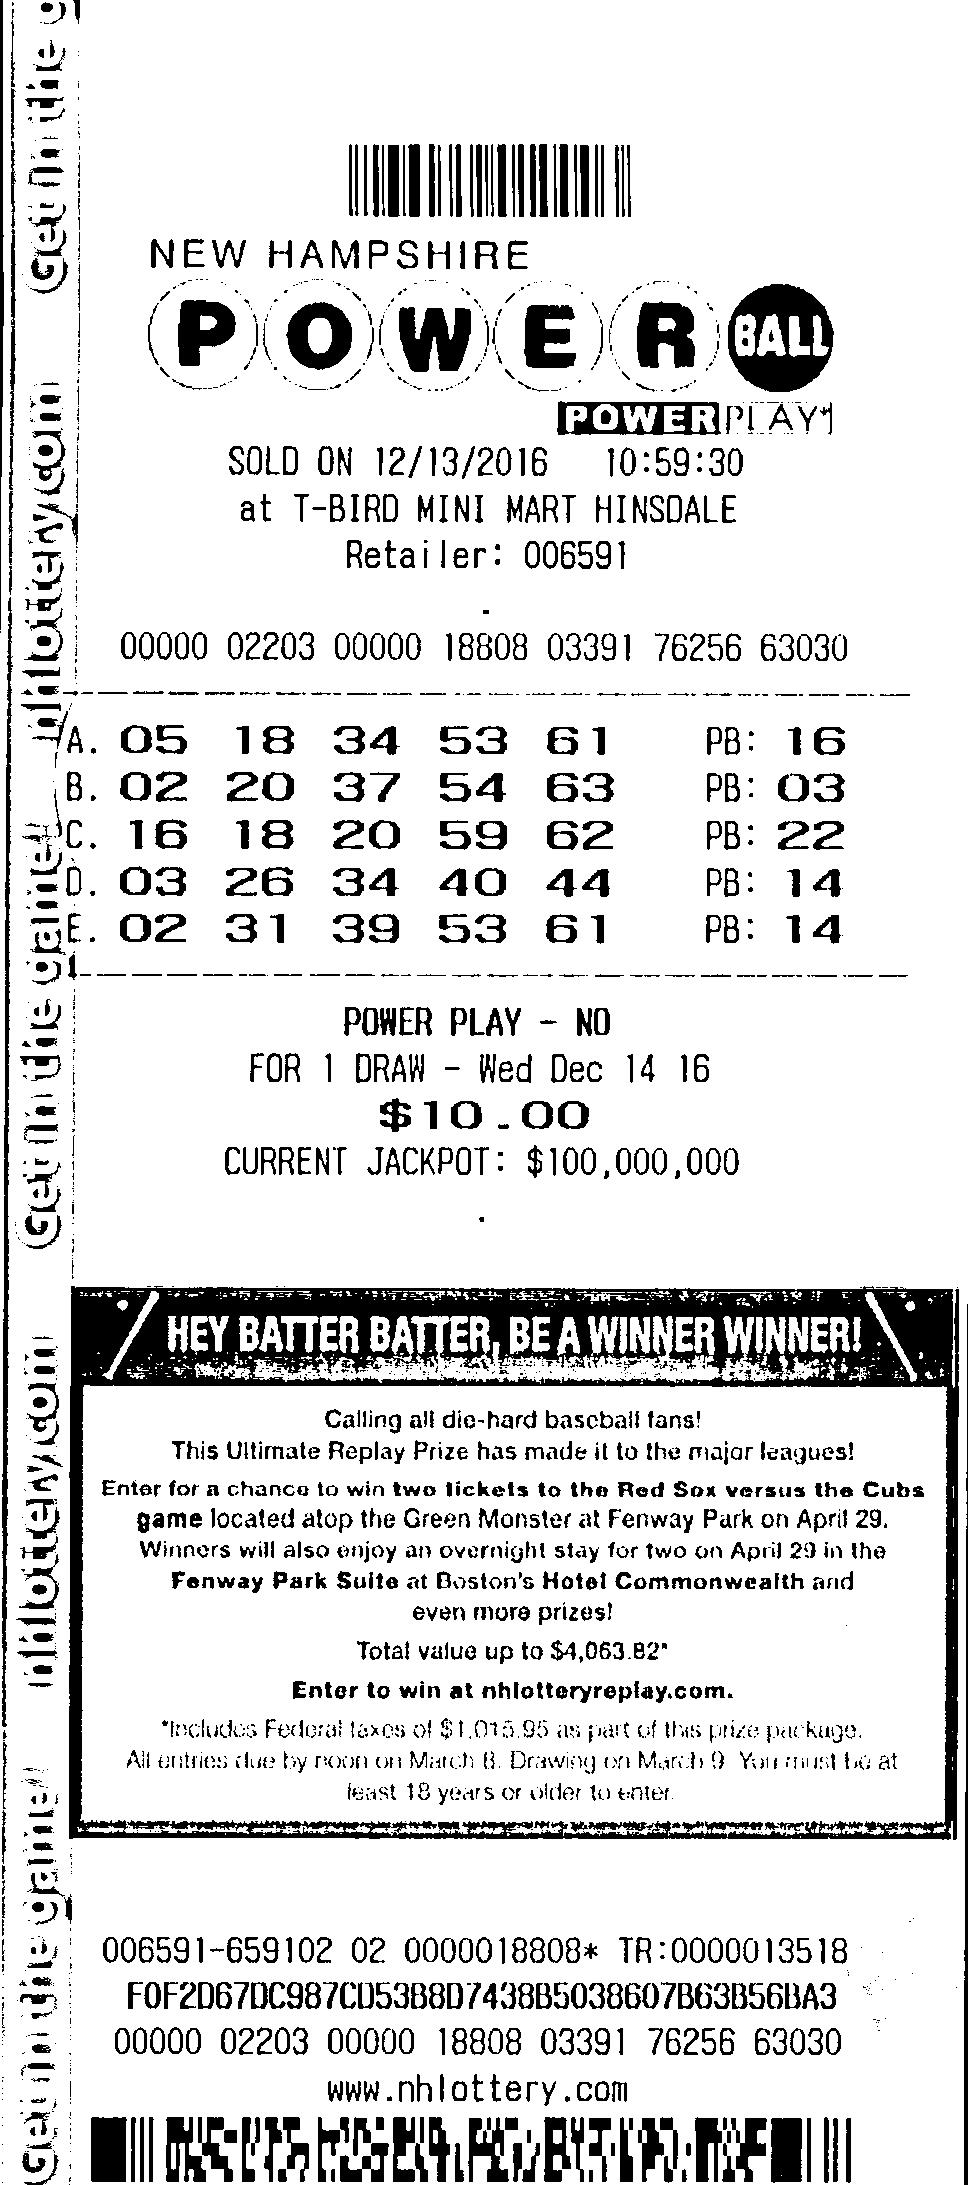 NEW HAMPSHIRE
POWERBALL
POWERPLAY
SOLD ON 12/13/2016 10:59:30
at T-BIRD MINI MART HINSDALE
Retailer: 006591
00000 02203 00000 18808 03391 76256 63030
A. 05 18 34 53 61 PB: 16
B. 02 20 37 54 63 PB: 03
C. 16 18 20 59 62 PB: 22
D. 03 26 34 40 44 PB: 14
E. 02 31 39 53 61 PB: 14
POWER PLAY - NO
FOR 1 DRAW - Wed Dec 14 16
$10.00
CURRENT JACKPOT: $100,000,000
HEY BATTER BATTER, BE A WINNER WINNER!
Calling all die-hard baseball fans!
This Ultimate Replay Prize has made it to the major leagues!
Enter for a chance to win two tickets to the Red Sox versus the Cubs
game located atop the Green Monster at Fenway Park on April 29.
Winners will also enjoy an overnight stay for two on April 29 in the
Fenway Park Suite at Boston's Hotel Commonwealth and
even more prizes!
Total value up to $4,063.82*
Enter to win at nhlotteryreplay.com.
*Includes Federal taxes of $1,015.95 as part of this prize package.
All entries due by noon on March 8. Drawing on March 9. You must be at
least 18 years or older to enter.
006591-659102 02 0000018808* TR:0000013518
F0F2D67DC987CD53B8D7438B5038607B63B56BA3
00000 02203 00000 18808 03391 76256 63030
www.nhlottery.com
Get in the game!
nhlottery.com
Get in the game!
nhlottery.com
Get in the g